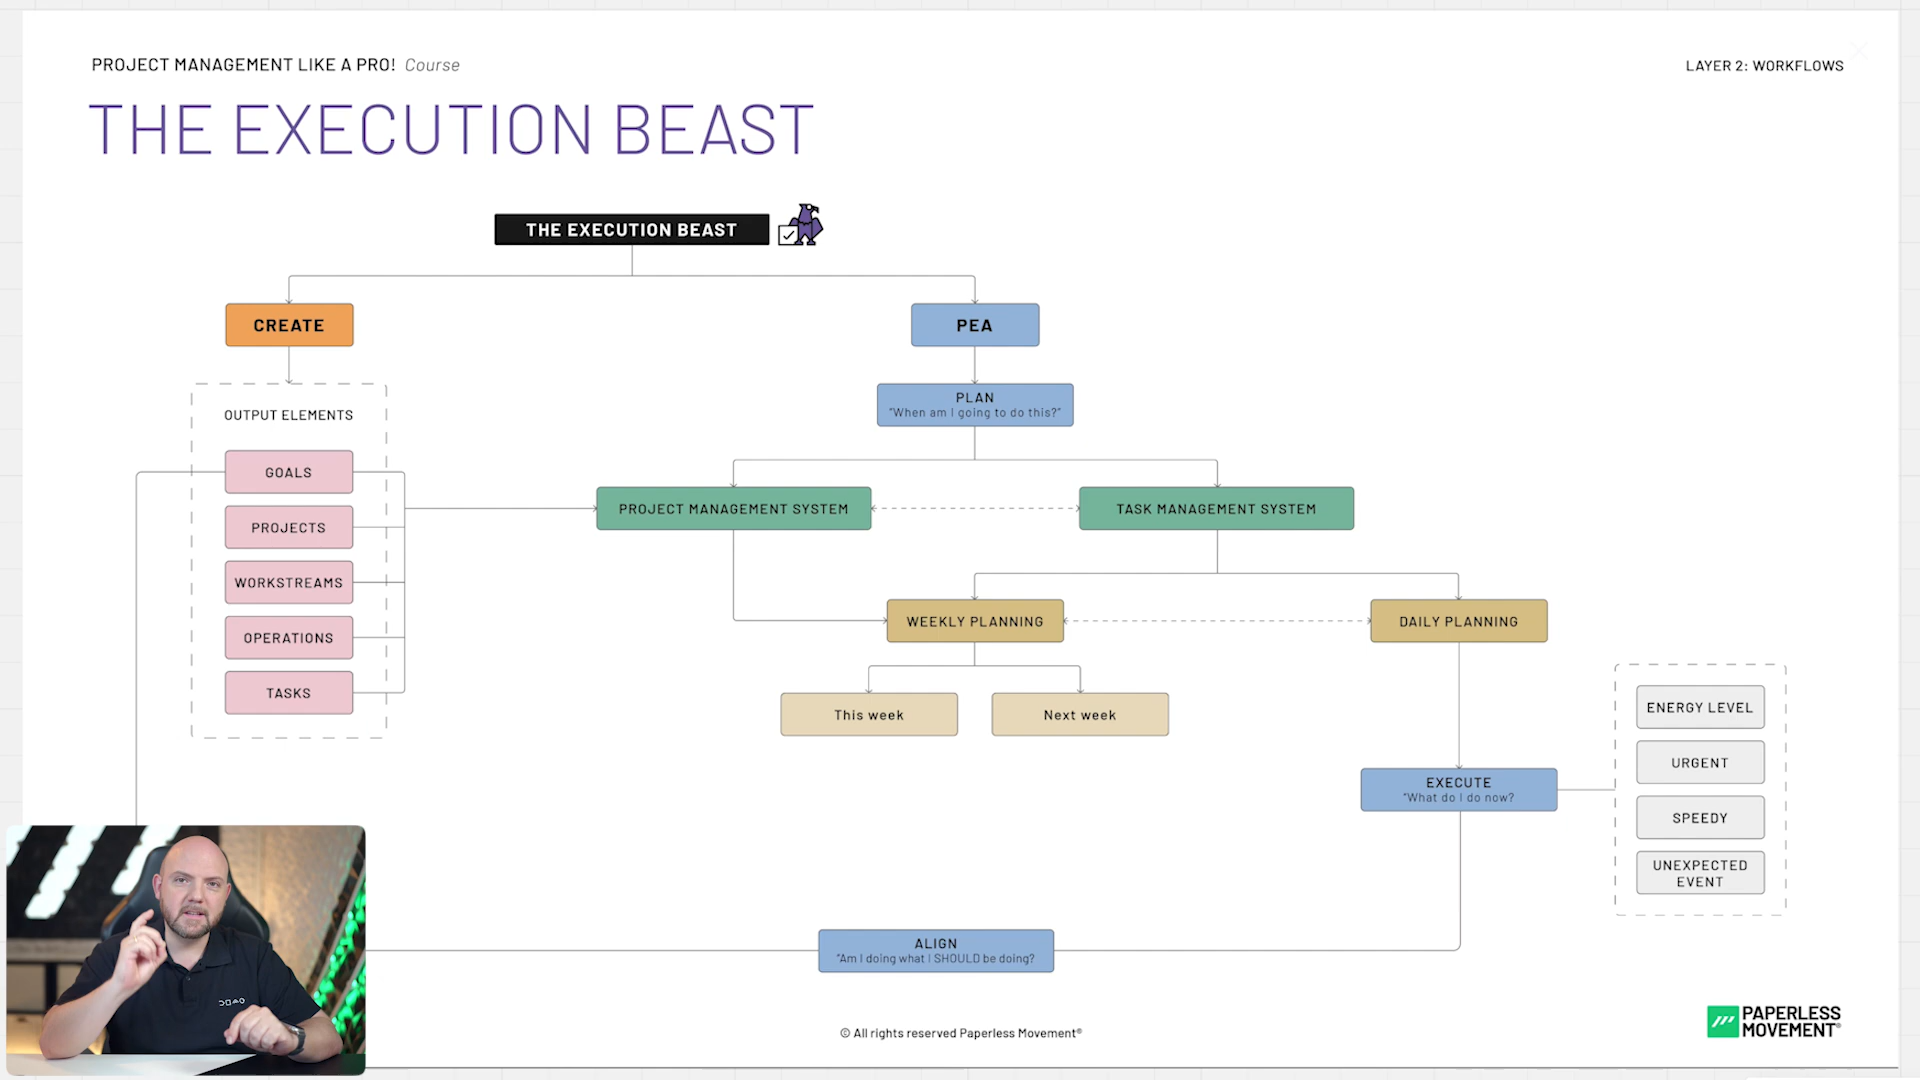 PROJECT MANAGEMENT LIKE A PRO! Course
LAYER 2: WORKFLOWS
THE EXECUTION BEAST
THE EXECUTION BEAST
CREATE
PEA
PLAN
"When am I going to do this?"
OUTPUT ELEMENTS
GOALS
PROJECTS
WORKSTREAMS
OPERATIONS
TASKS
PROJECT MANAGEMENT SYSTEM
TASK MANAGEMENT SYSTEM
WEEKLY PLANNING
DAILY PLANNING
This week
Next week
EXECUTE
"What do I do now?
ENERGY LEVEL
URGENT
SPEEDY
UNEXPECTED
EVENT
ALIGN
"Am I doing what I SHOULD be doing?
© All rights reserved Paperless Movement®
PAPERLESS
MOVEMENT®